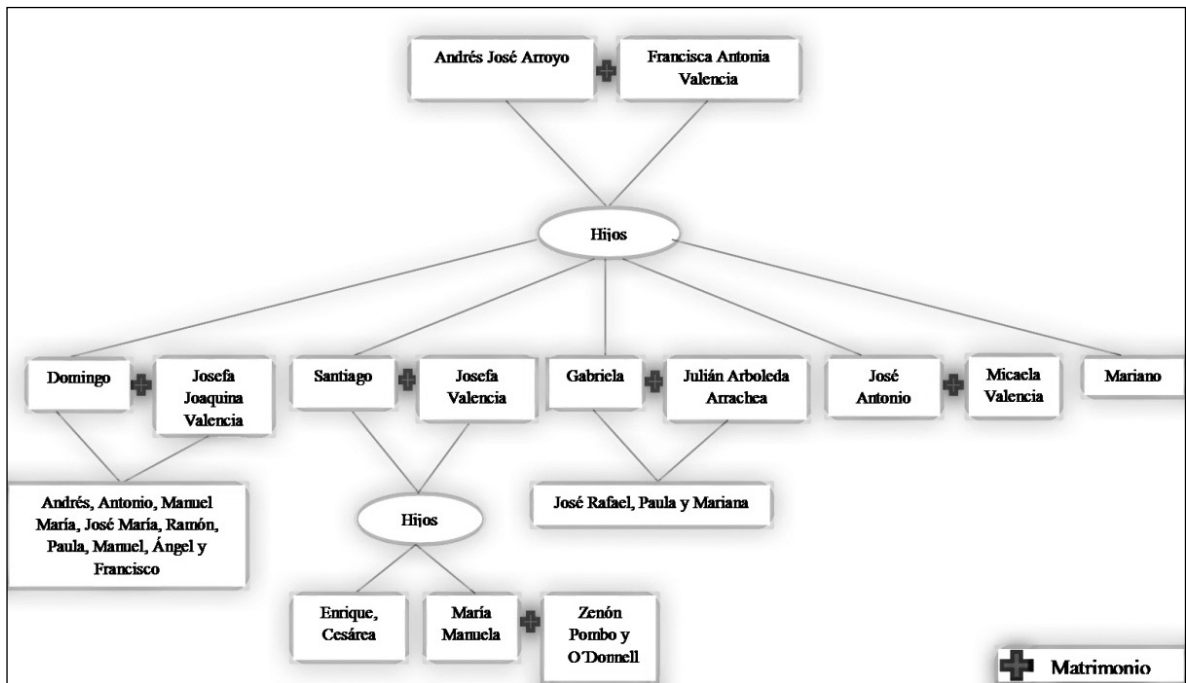 Andrés José Arroyo
Francisca Antonia
Valencia
Hijos
Domingo
Josefa
Joaquina
Valencia
Santiago
Josefa
Valencia
Gabriela
Julián Arboleda
Arrachea
José
Antonio
Micaela
Valencia
Mariano
Andrés, Antonio, Manuel
María, José María, Ramón,
Paula, Manuel, Ángel y
Francisco
Hijos
José Rafael, Paula y Mariana
Enrique,
Cesárea
María
Manuela
Zenón
Pombo y
O'Donnell
Matrimonio